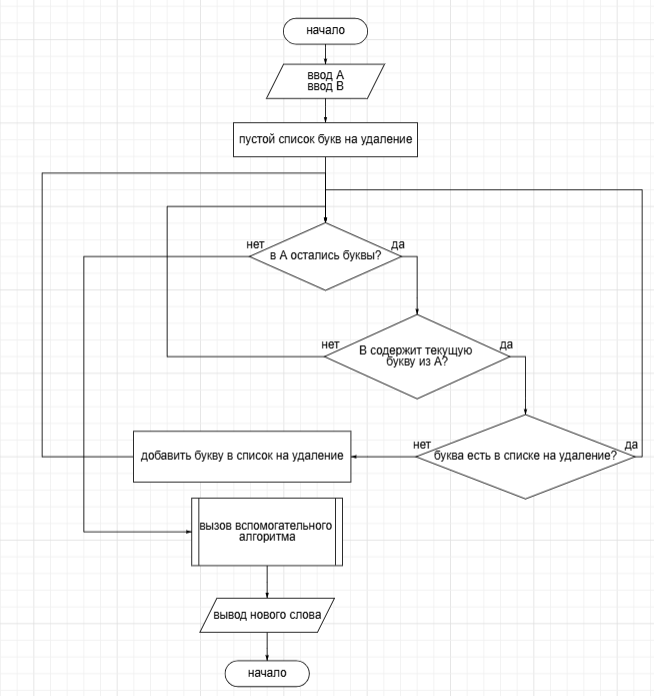 начало
ввод А
ввод В
пустой список букв на удаление
нет
да
в А остались буквы?
нет
да
В содержит текущую
букву из А?
нет
да
добавить букву в список на удаление
буква есть в списке на удаление?
вызов вспомогательного
алгоритма
вывод нового слова
начало